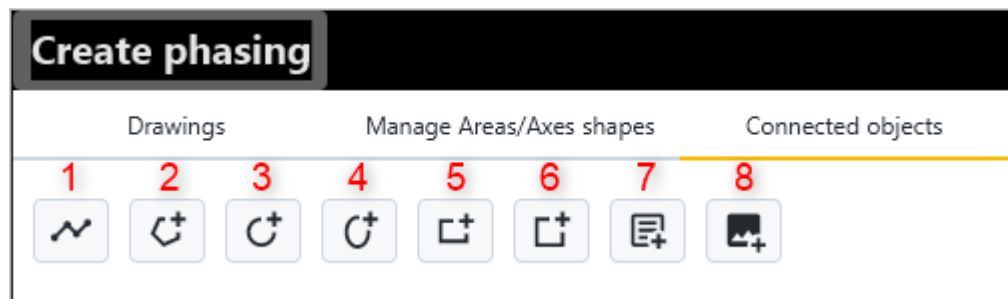 Create phasing
Drawings Manage Areas/Axes shapes Connected objects
1 2 3 4 5 6 7 8